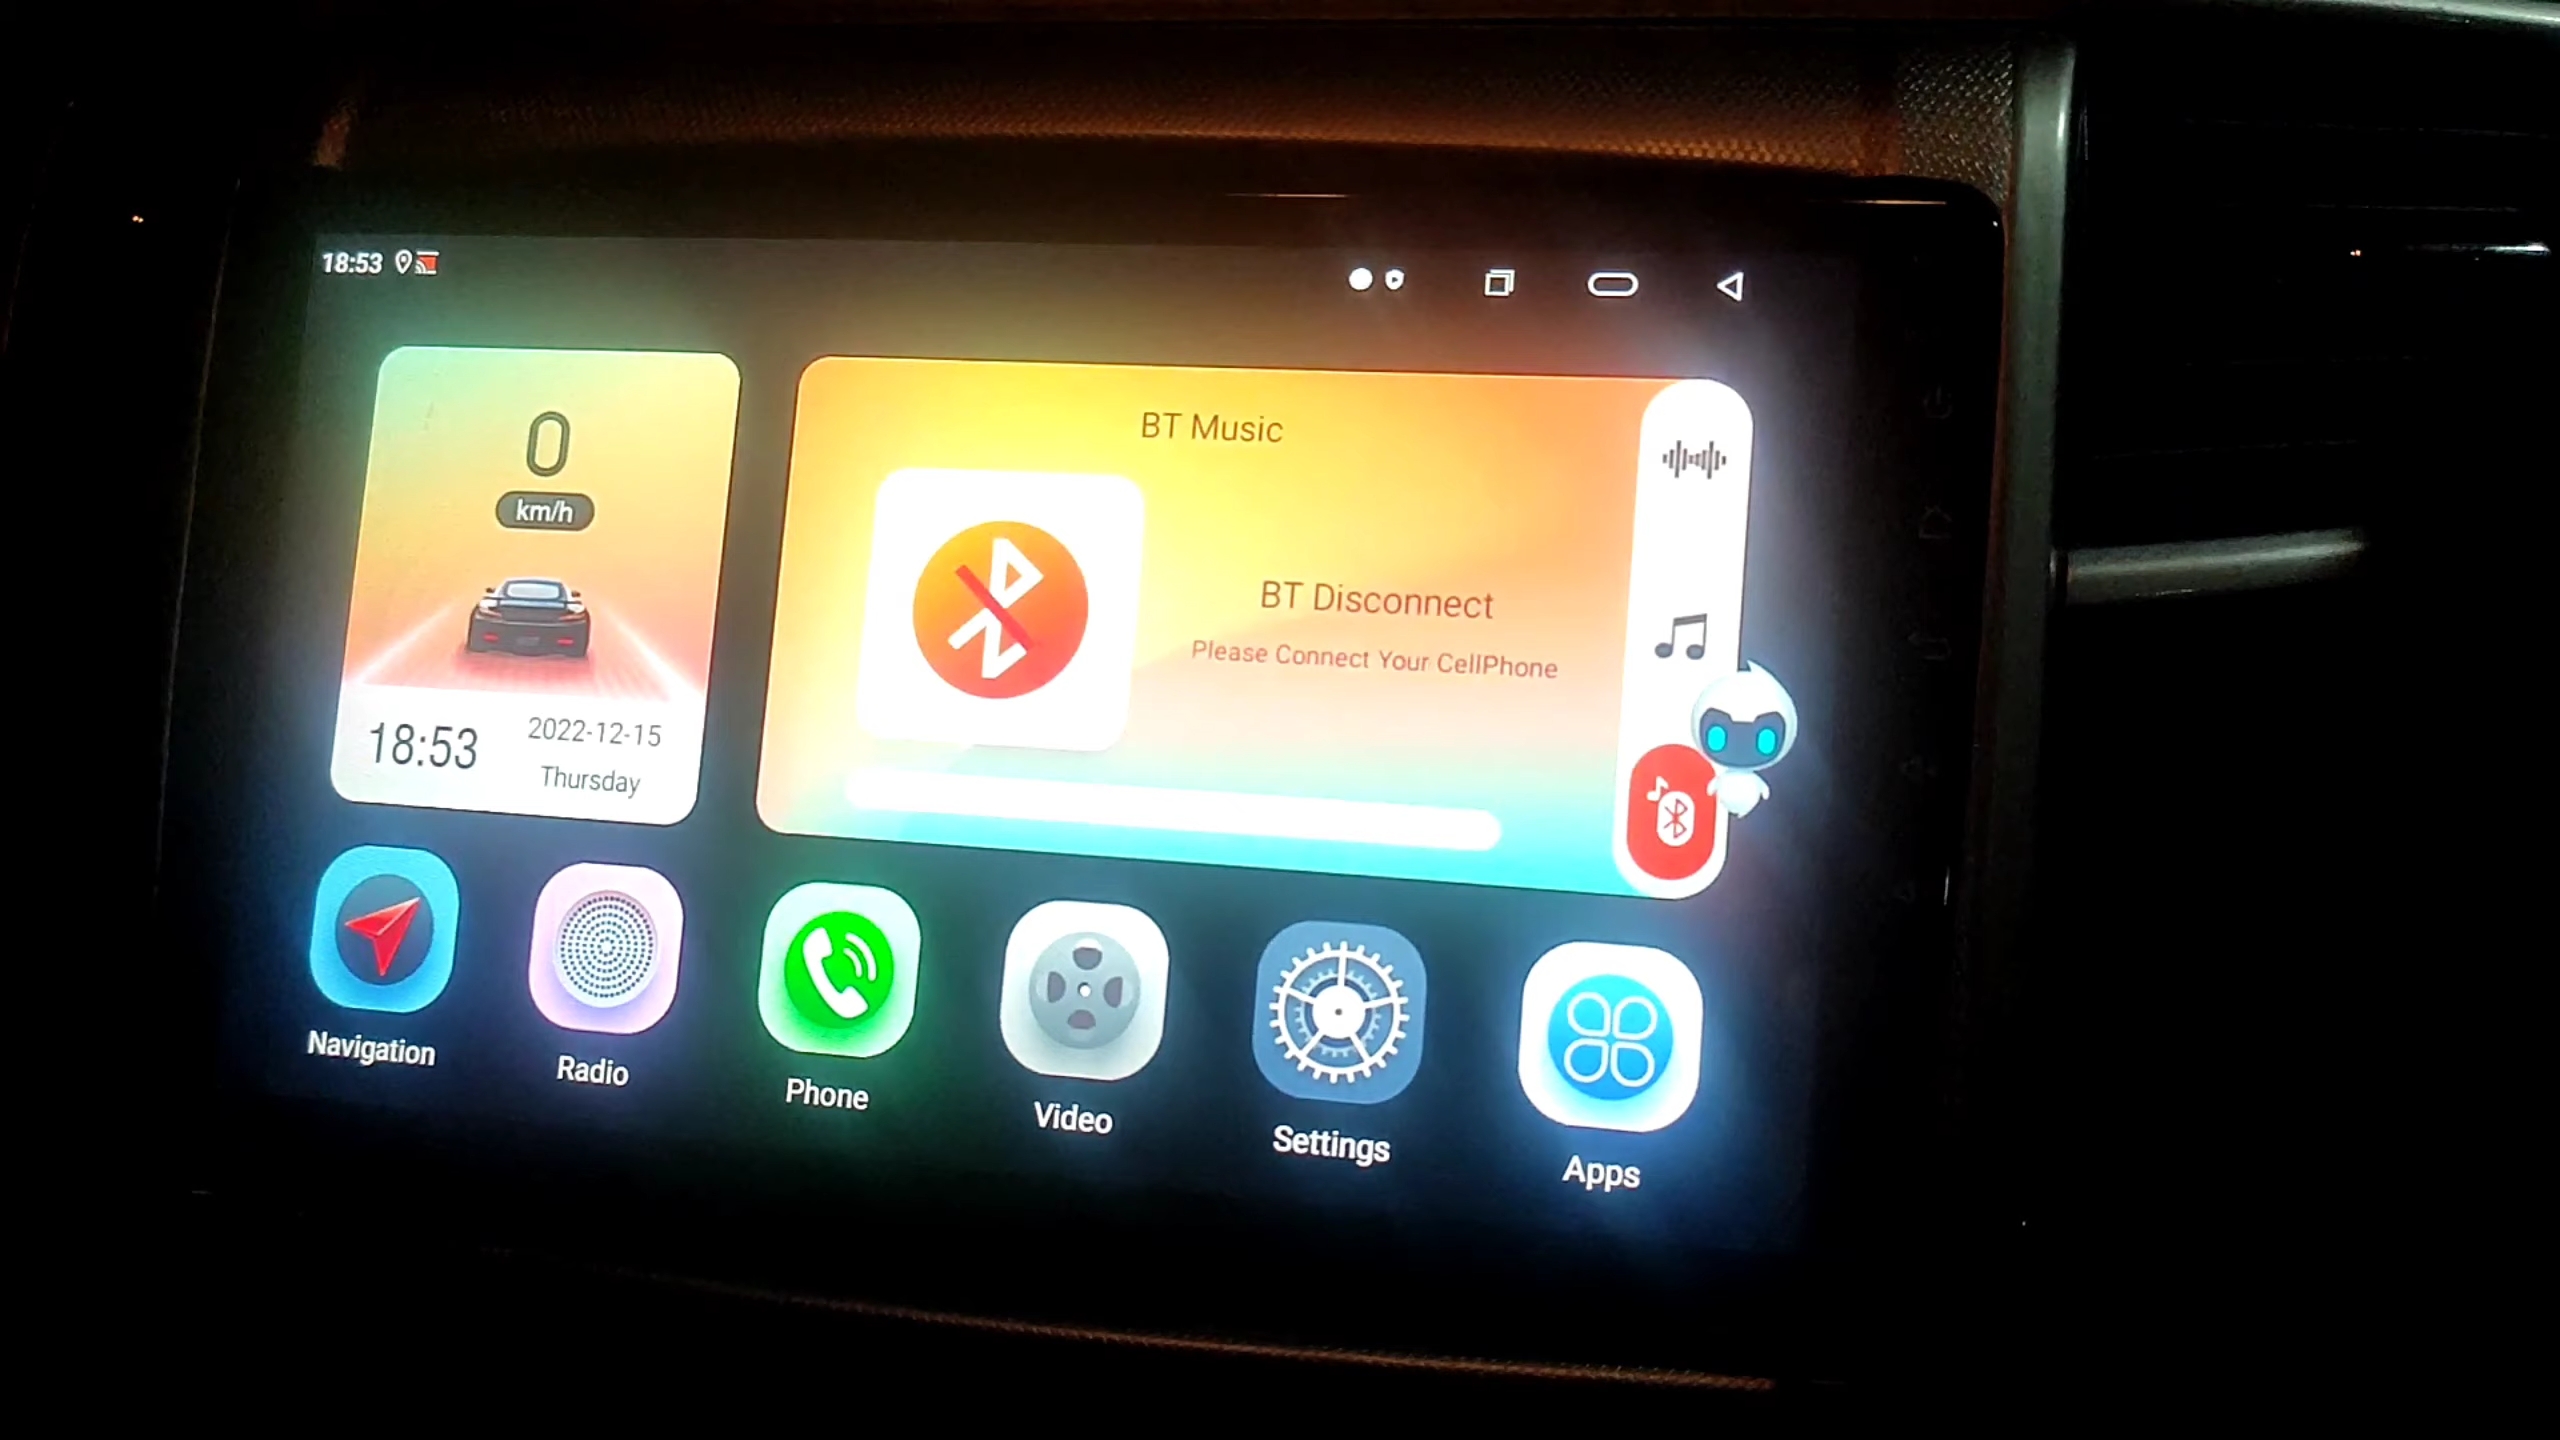 18:53
0
km/h
18:53
2022-12-15
Thursday
BT Music
BT Disconnect
Please Connect Your CellPhone
Navigation
Radio
Phone
Video
Settings
Apps